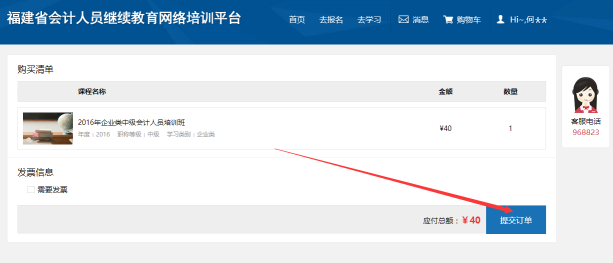 福建省会计人员继续教育网络培训平台
首页 去报名 去学习 消息 购物车 Hi~,何**
购买清单
课程名称 金额 数量
2016年企业类中级会计人员培训班
年度：2016 职称等级：中级 学习类别：企业类
¥40 1
发票信息
需要发票
应付总额：¥40 提交订单
客服电话
968823